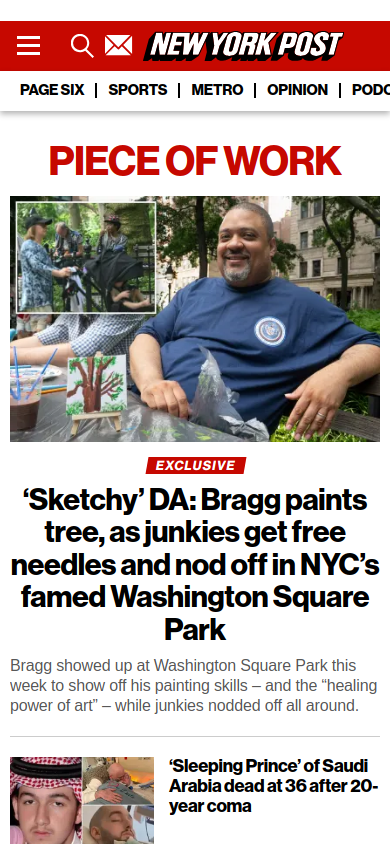 NEW YORK POST
PAGE SIX | SPORTS | METRO | OPINION | PODC
PIECE OF WORK
EXCLUSIVE
‘Sketchy’ DA: Bragg paints
tree, as junkies get free
needles and nod off in NYC’s
famed Washington Square
Park
Bragg showed up at Washington Square Park this
week to show off his painting skills – and the “healing
power of art” – while junkies nodded off all around.
‘Sleeping Prince’ of Saudi
Arabia dead at 36 after 20-
year coma